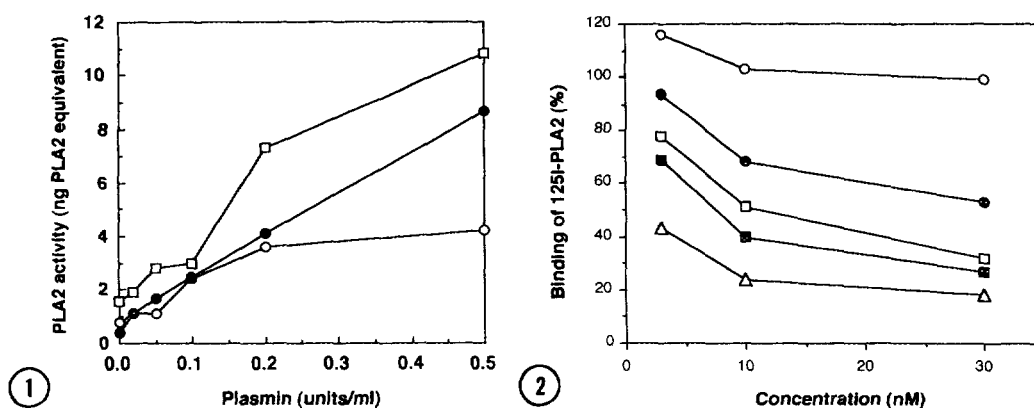 PLA2 activity (ng PLA2 equivalent)
12
10
8
6
4
2
0
0.0 0.1 0.2 0.3 0.4 0.5
Plasmin (units/ml)
1
Binding of 125I-PLA2 (%)
120
100
80
60
40
20
0
0 10 20 30
Concentration (nM)
2